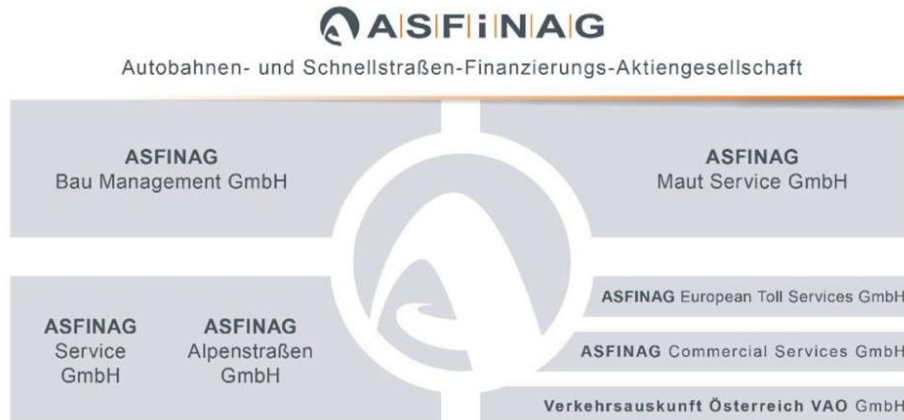 A|S|F|i|N|A|G
Autobahnen- und Schnellstraßen-Finanzierungs-Aktiengesellschaft
ASFINAG
Bau Management GmbH
ASFINAG
Maut Service GmbH
ASFINAG
Service
GmbH
ASFINAG
Alpenstraßen
GmbH
ASFINAG European Toll Services GmbH
ASFINAG Commercial Services GmbH
Verkehrsauskunft Österreich VAO GmbH